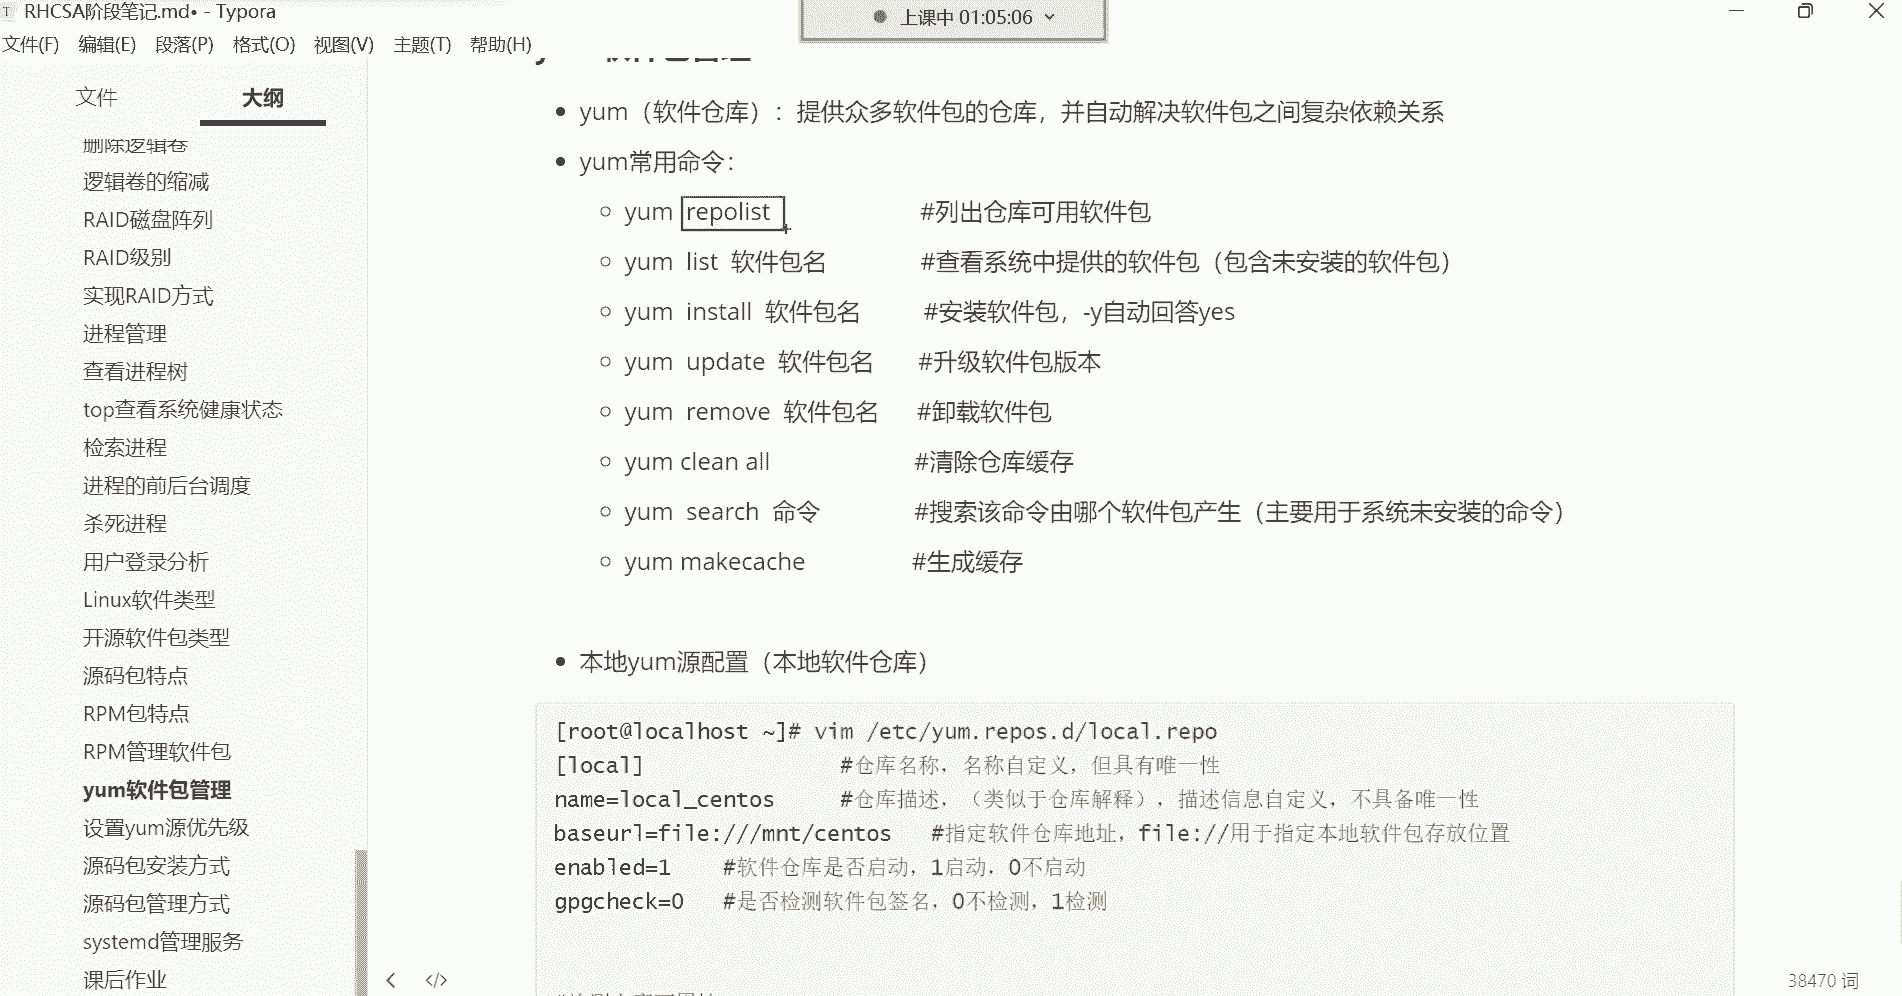 RHCSA阶段笔记.md• - Typora
上课中 01:05:06
文件(F) 编辑(E) 段落(P) 格式(O) 视图(V) 主题(T) 帮助(H)
文件 大纲
删除逻辑卷
逻辑卷的缩减
RAID磁盘阵列
RAID级别
实现RAID方式
进程管理
查看进程树
top查看系统健康状态
检索进程
进程的前后台调度
杀死进程
用户登录分析
Linux软件类型
开源软件包类型
源码包特点
RPM包特点
RPM管理软件包
yum软件包管理
设置yum源优先级
源码包安装方式
源码包管理方式
systemd管理服务
课后作业
yum（软件仓库）：提供众多软件包的仓库，并自动解决软件包之间复杂依赖关系
yum常用命令：
yum repolist #列出仓库可用软件包
yum list 软件包名 #查看系统中提供的软件包（包含未安装的软件包）
yum install 软件包名 #安装软件包，-y自动回答yes
yum update 软件包名 #升级软件包版本
yum remove 软件包名 #卸载软件包
yum clean all #清除仓库缓存
yum search 命令 #搜索该命令由哪个软件包产生（主要用于系统未安装的命令）
yum makecache #生成缓存
本地yum源配置（本地软件仓库）
[root@localhost ~]# vim /etc/yum.repos.d/local.repo
[local] #仓库名称，名称自定义，但具有唯一性
name=local_centos #仓库描述，（类似于仓库解释），描述信息自定义，不具备唯一性
baseurl=file:///mnt/centos #指定软件仓库地址，file://用于指定本地软件包存放位置
enabled=1 #软件仓库是否启动，1启动，0不启动
gpgcheck=0 #是否检测软件包签名，0不检测，1检测
38470 词